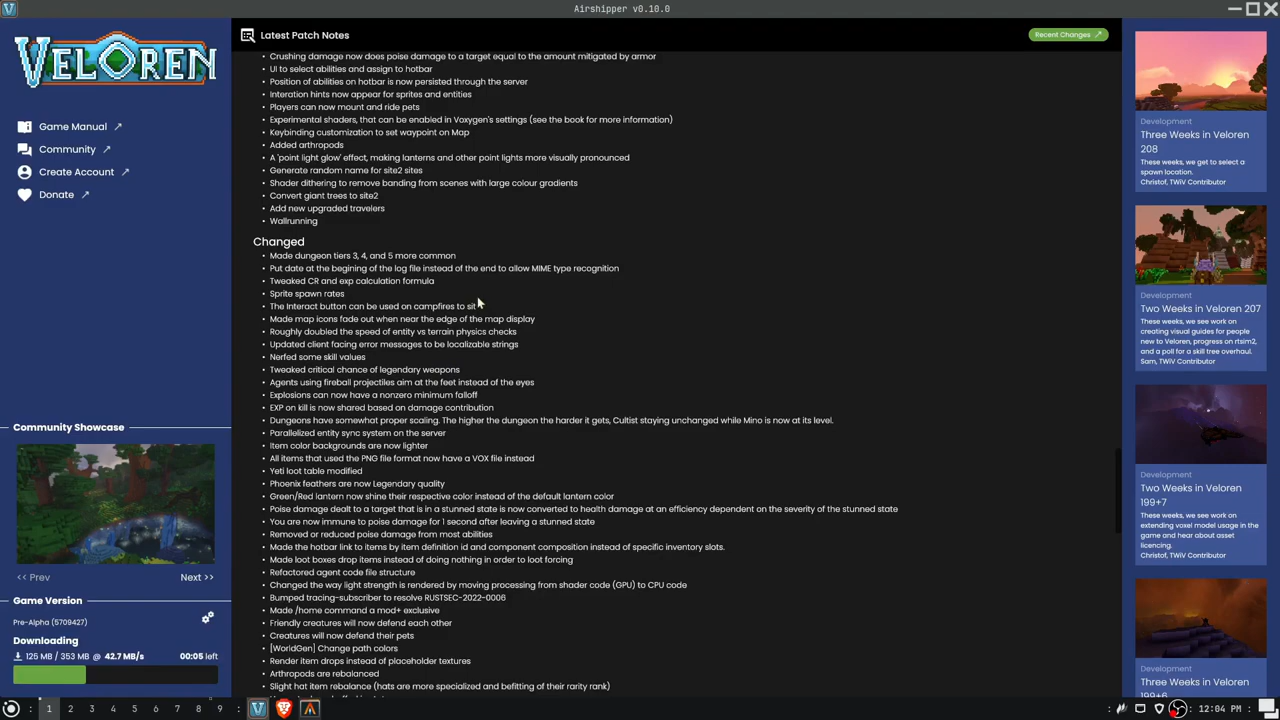 Airshipper v0.10.0
VELOREN
Game Manual
Community
Create Account
Donate
Community Showcase
<< Prev
Next >>
Game Version
Pre-Alpha (5709427)
Downloading
125 MB / 353 MB @ 42.7 MB/s
00:05 left
Latest Patch Notes
Recent Changes
• Crushing damage now does poise damage to a target equal to the amount mitigated by armor
• UI to select abilities and assign to hotbar
• Position of abilities on hotbar is now persisted through the server
• Interation hints now appear for sprites and entities
• Players can now mount and ride pets
• Experimental shaders, that can be enabled in Voxygen's settings (see the book for more information)
• Keybinding customization to set waypoint on Map
• Added arthropods
• A 'point light glow' effect, making lanterns and other point lights more visually pronounced
• Generate random name for site2 sites
• Shader dithering to remove banding from scenes with large colour gradients
• Convert giant trees to site2
• Add new upgraded travelers
• Wallrunning
Changed
• Made dungeon tiers 3, 4, and 5 more common
• Put date at the begining of the log file instead of the end to allow MIME type recognition
• Tweaked CR and exp calculation formula
• Sprite spawn rates
• The Interact button can be used on campfires to sit
• Made map icons fade out when near the edge of the map display
• Roughly doubled the speed of entity vs terrain physics checks
• Updated client facing error messages to be localizable strings
• Nerfed some skill values
• Tweaked critical chance of legendary weapons
• Agents using fireball projectiles aim at the feet instead of the eyes
• Explosions can now have a nonzero minimum falloff
• EXP on kill is now shared based on damage contribution
• Dungeons have somewhat proper scaling. The higher the dungeon the harder it gets, Cultist staying unchanged while Mino is now at its level.
• Parallelized entity sync system on the server
• Item color backgrounds are now lighter
• All items that used the PNG file format now have a VOX file instead
• Yeti loot table modified
• Phoenix feathers are now Legendary quality
• Green/Red lantern now shine their respective color instead of the default lantern color
• Poise damage dealt to a target that is in a stunned state is now converted to health damage at an efficiency dependent on the severity of the stunned state
• You are now immune to poise damage for 1 second after leaving a stunned state
• Removed or reduced poise damage from most abilities
• Made the hotbar link to items by item definition id and component composition instead of specific inventory slots.
• Made loot boxes drop items instead of doing nothing in order to loot forcing
• Refactored agent code file structure
• Changed the way light strength is rendered by moving processing from shader code (GPU) to CPU code
• Bumped tracing-subscriber to resolve RUSTSEC-2022-0006
• Made /home command a mod+ exclusive
• Friendly creatures will now defend each other
• Creatures will now defend their pets
• [WorldGen] Change path colors
• Render item drops instead of placeholder textures
• Arthropods are rebalanced
• Slight hat item rebalance (hats are more specialized and befitting of their rarity rank)
Development
Three Weeks in Veloren
208
These weeks, we get to select a
spawn location.
Christof, TWiV Contributor
Development
Two Weeks in Veloren 207
These weeks, we see work on
creating visual guides for people
new to Veloren, progress on rtsim2,
and a poll for a skill tree overhaul.
Sam, TWiV Contributor
Development
Two Weeks in Veloren
199+7
These weeks, we see work on
extending voxel model usage in the
game and hear about asset
licencing.
Christof, TWiV Contributor
Development
Three Weeks in Veloren
199+6
1 : 2 : 3 : 4 : 5 : 6 : 7 : 8 : 9
12:04 PM